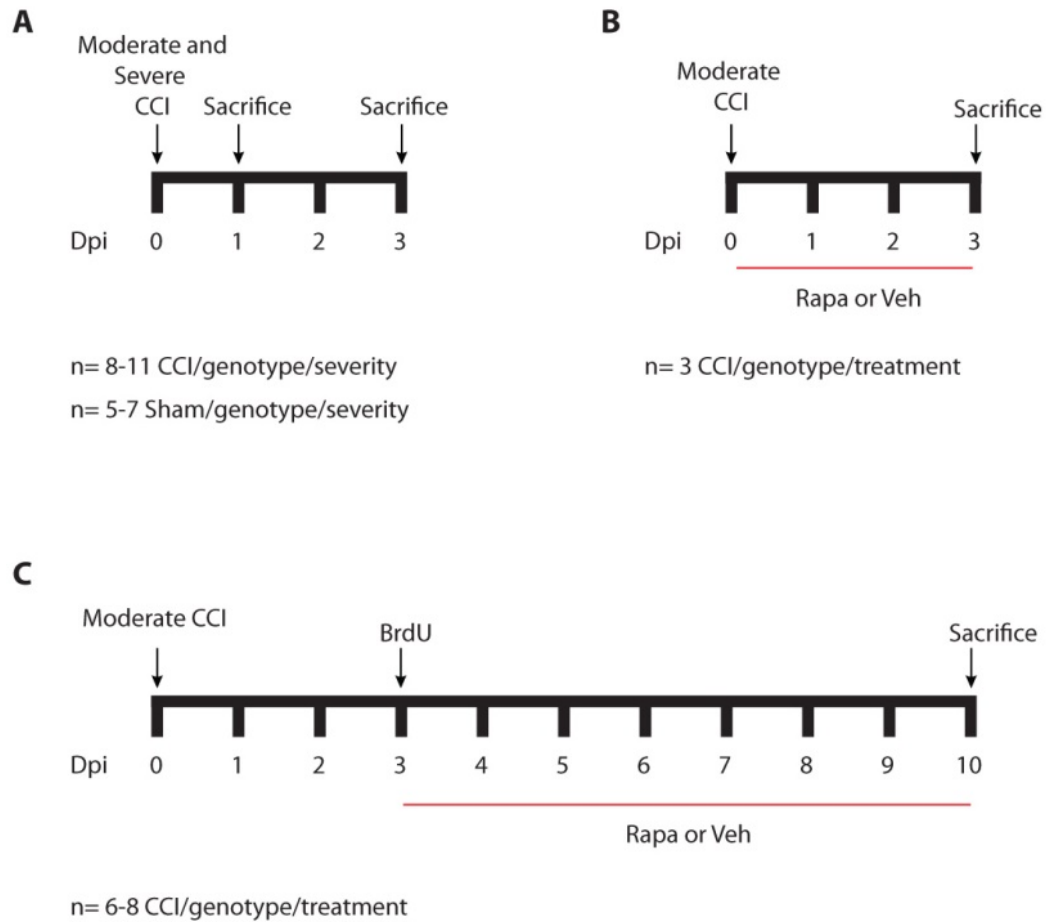 A
Moderate and
Severe
CCI
Sacrifice
Sacrifice
Dpi 0 1 2 3
n= 8-11 CCI/genotype/severity
n= 5-7 Sham/genotype/severity
B
Moderate
CCI
Sacrifice
Dpi 0 1 2 3
Rapa or Veh
n= 3 CCI/genotype/treatment
C
Moderate CCI
BrdU
Sacrifice
Dpi 0 1 2 3 4 5 6 7 8 9 10
Rapa or Veh
n= 6-8 CCI/genotype/treatment